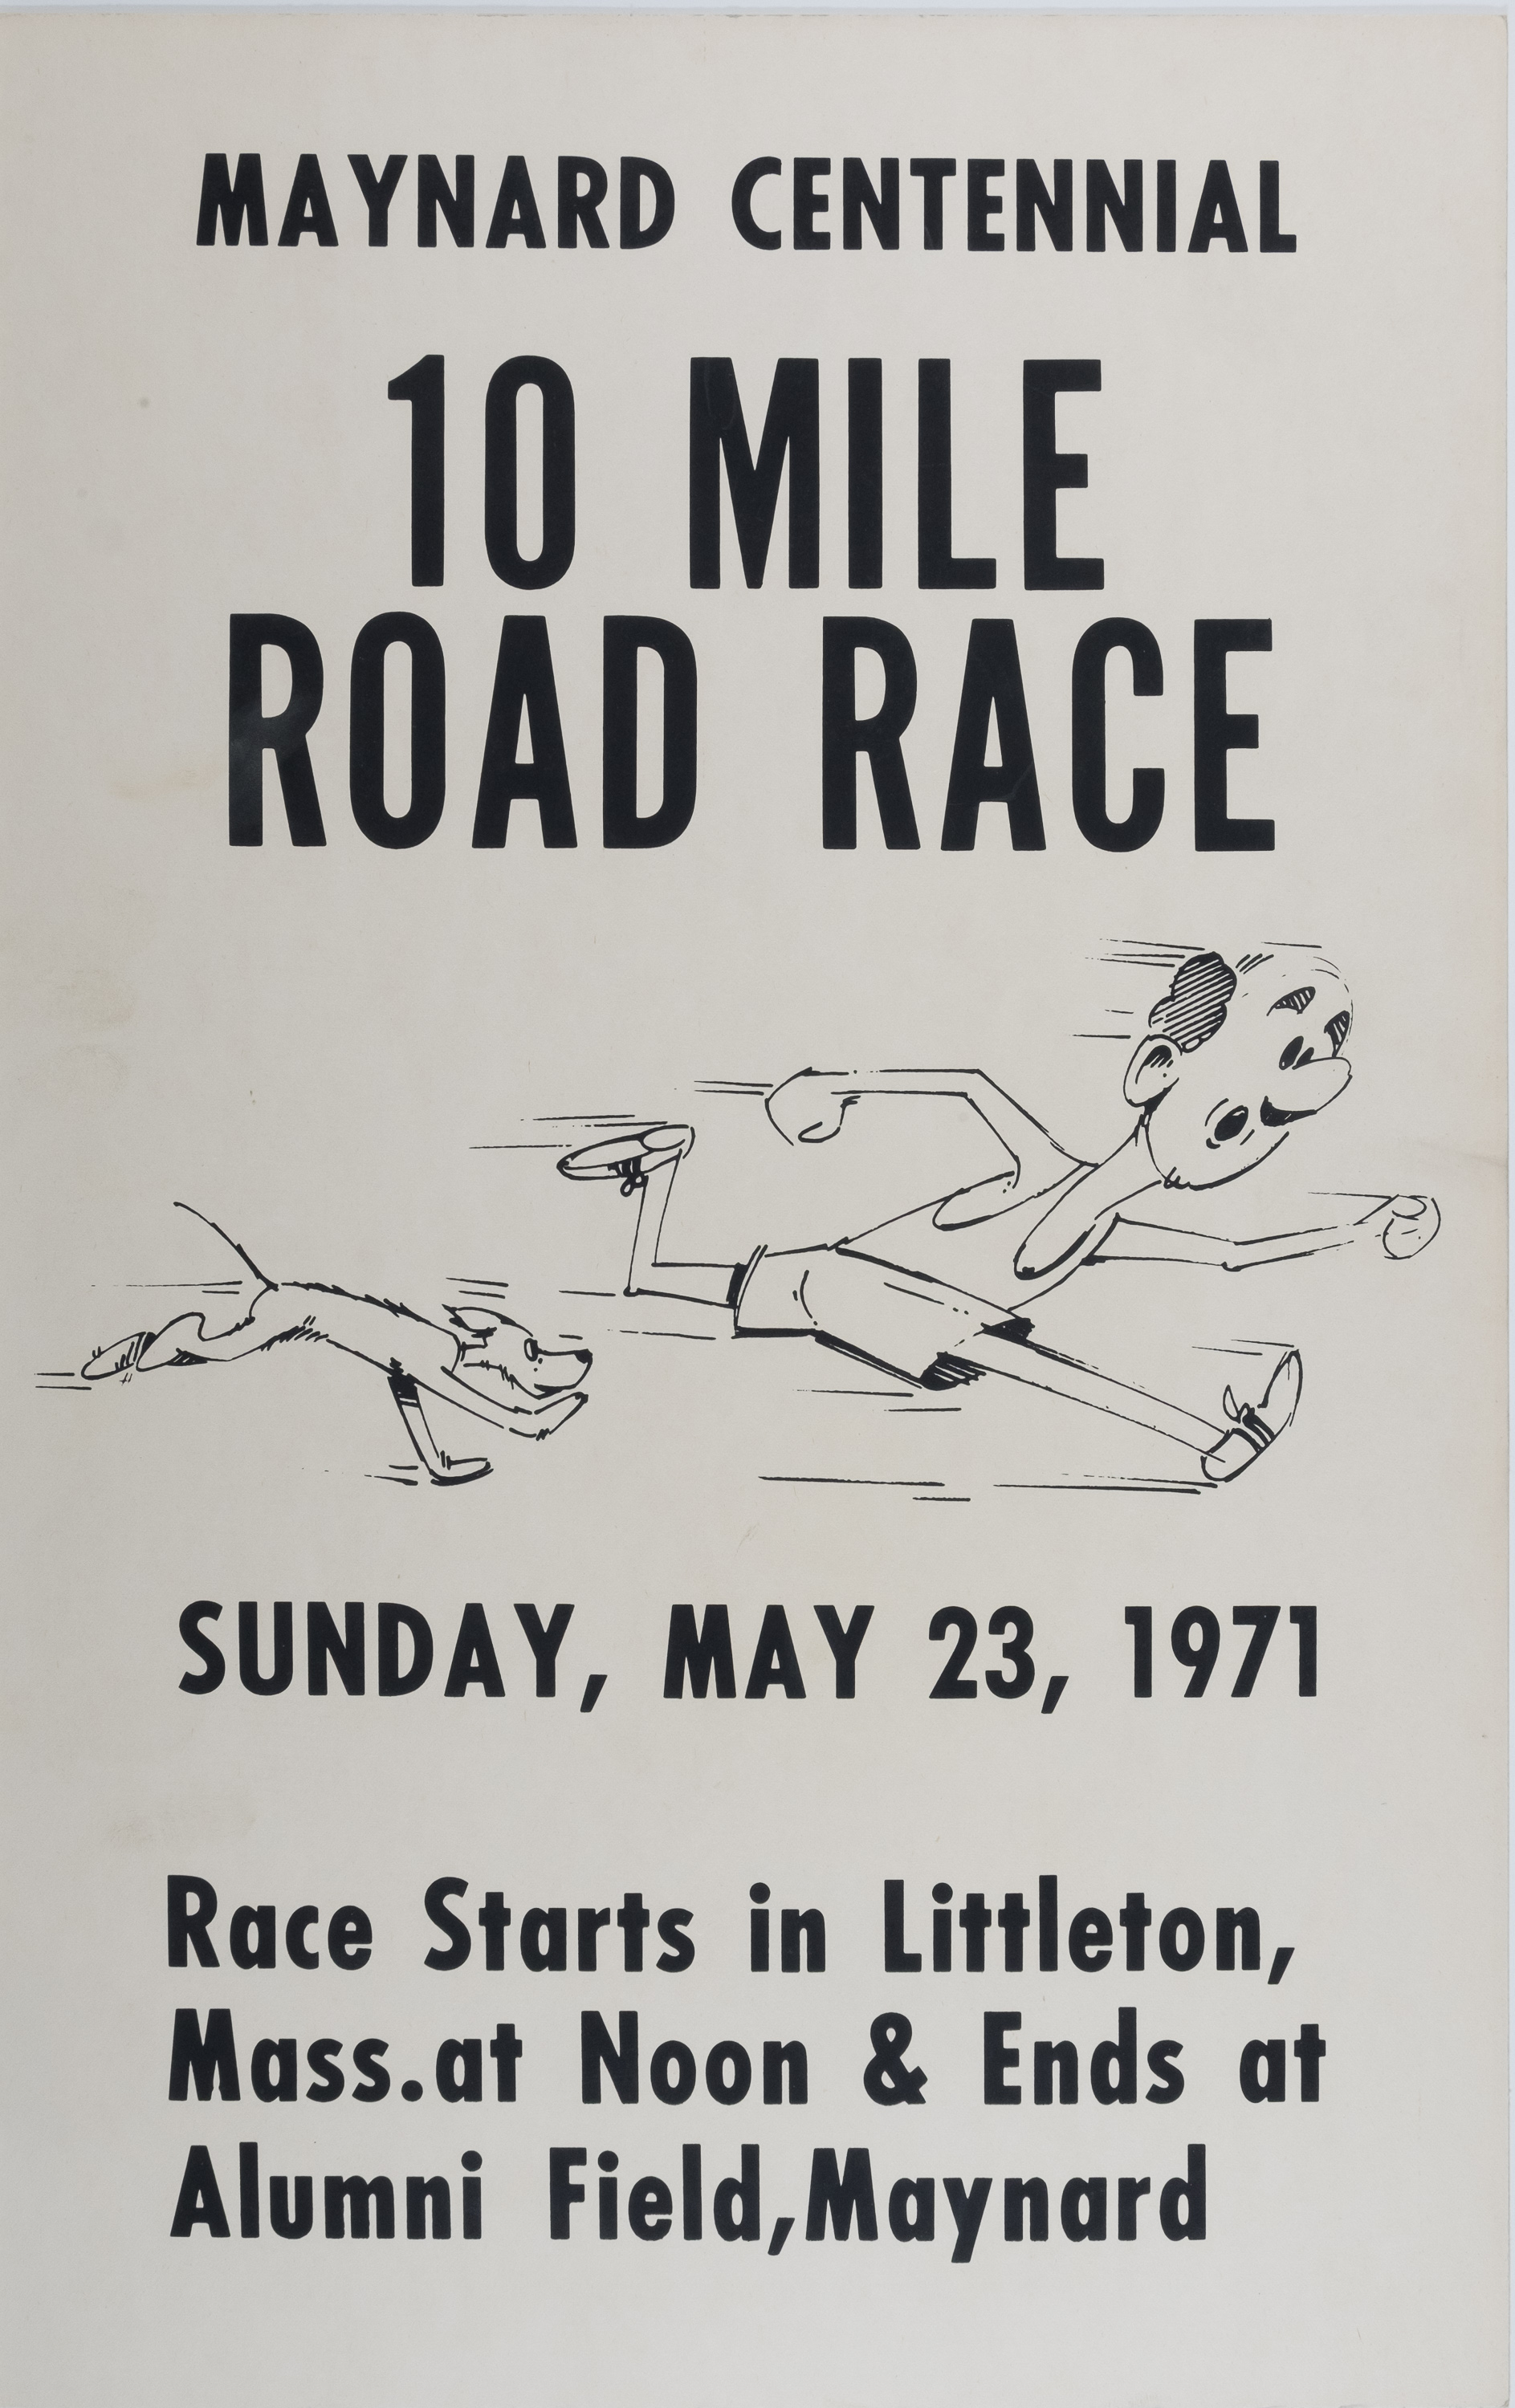 MAYNARD CENTENNIAL
10 MILE
ROAD RACE
SUNDAY, MAY 23, 1971
Race Starts in Littleton,
Mass.at Noon & Ends at
Alumni Field,Maynard